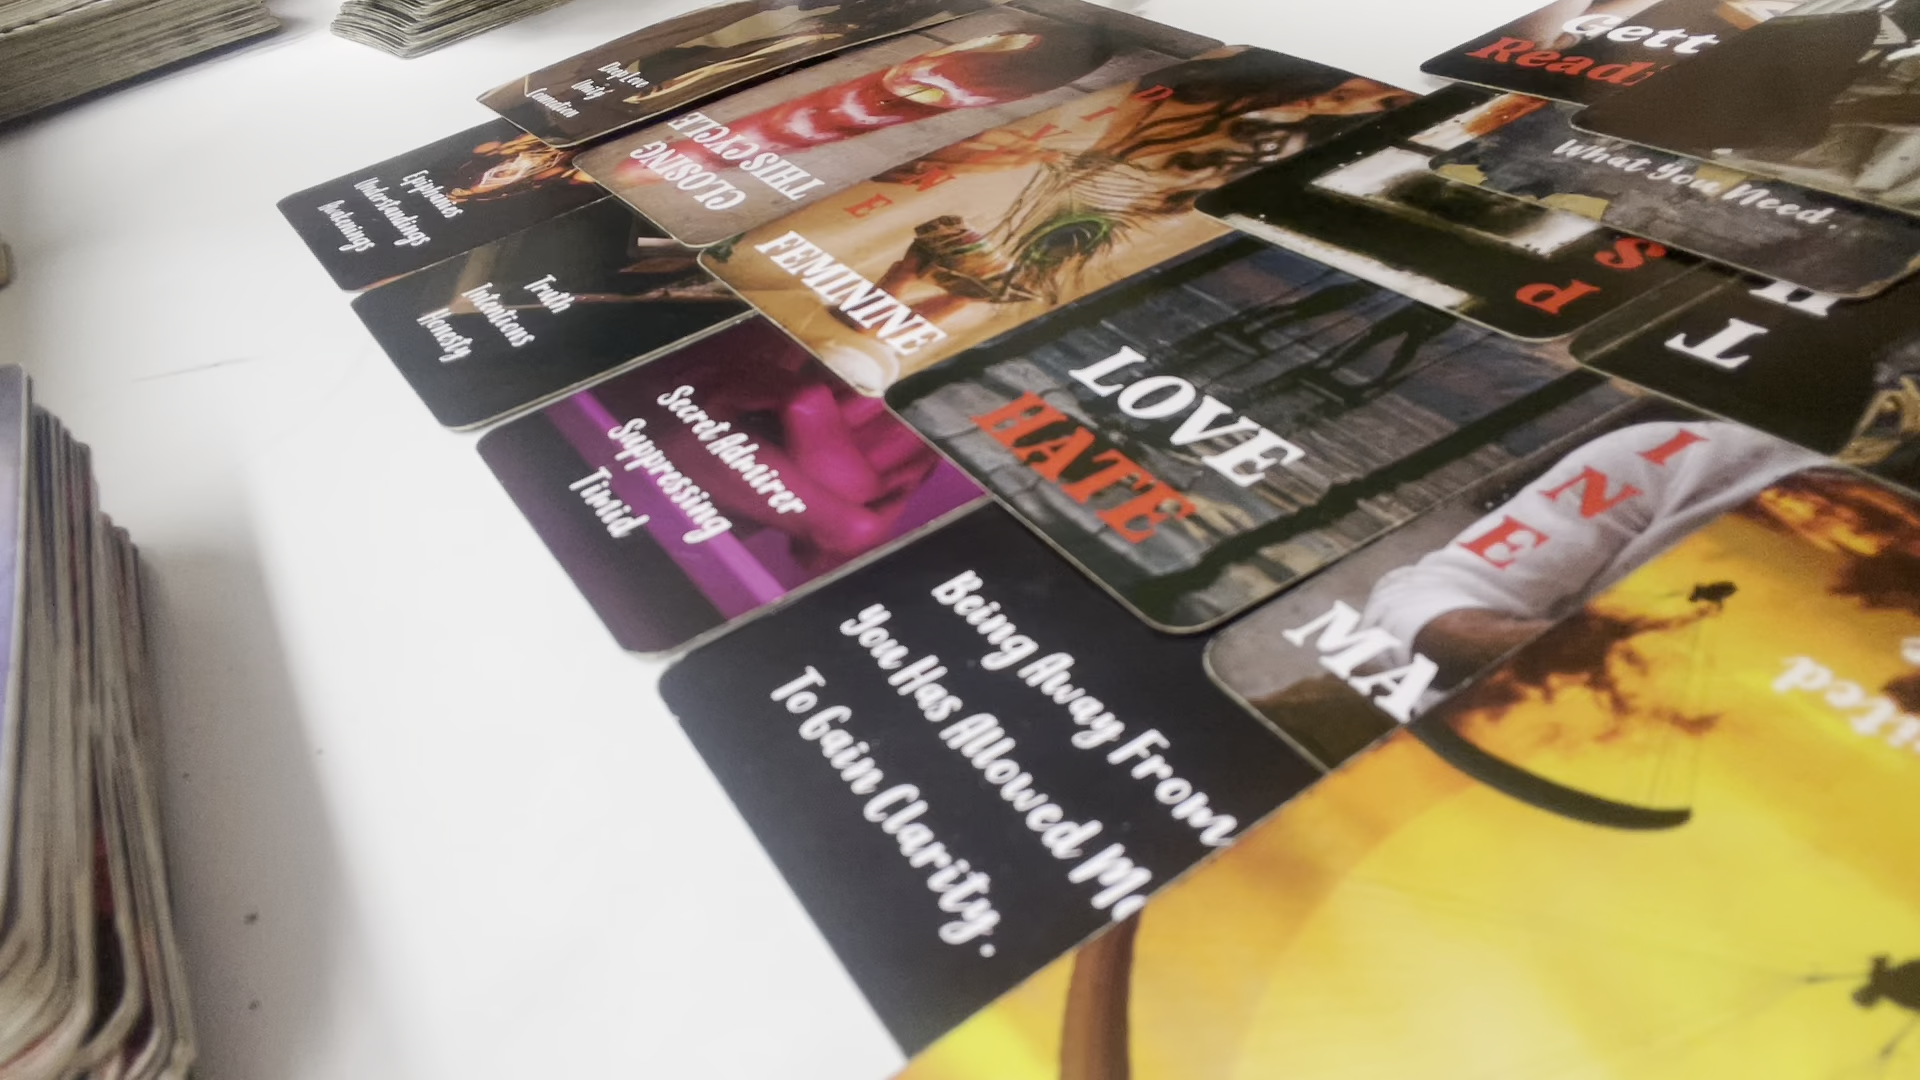 Deep Love
Unity
Connection
CLOSING
THIS CYCLE
Epiphanies
Understandings
Awakenings
D
I
V
I
N
E
FEMININE
Truth
Intentions
Honesty
Secret Admirer
Suppressing
Timid
LOVE
HATE
Being Away From
You Has Allowed Me
To Gain Clarity.
I
N
E
MA
Gett
Read
What You Need.
S
d
T